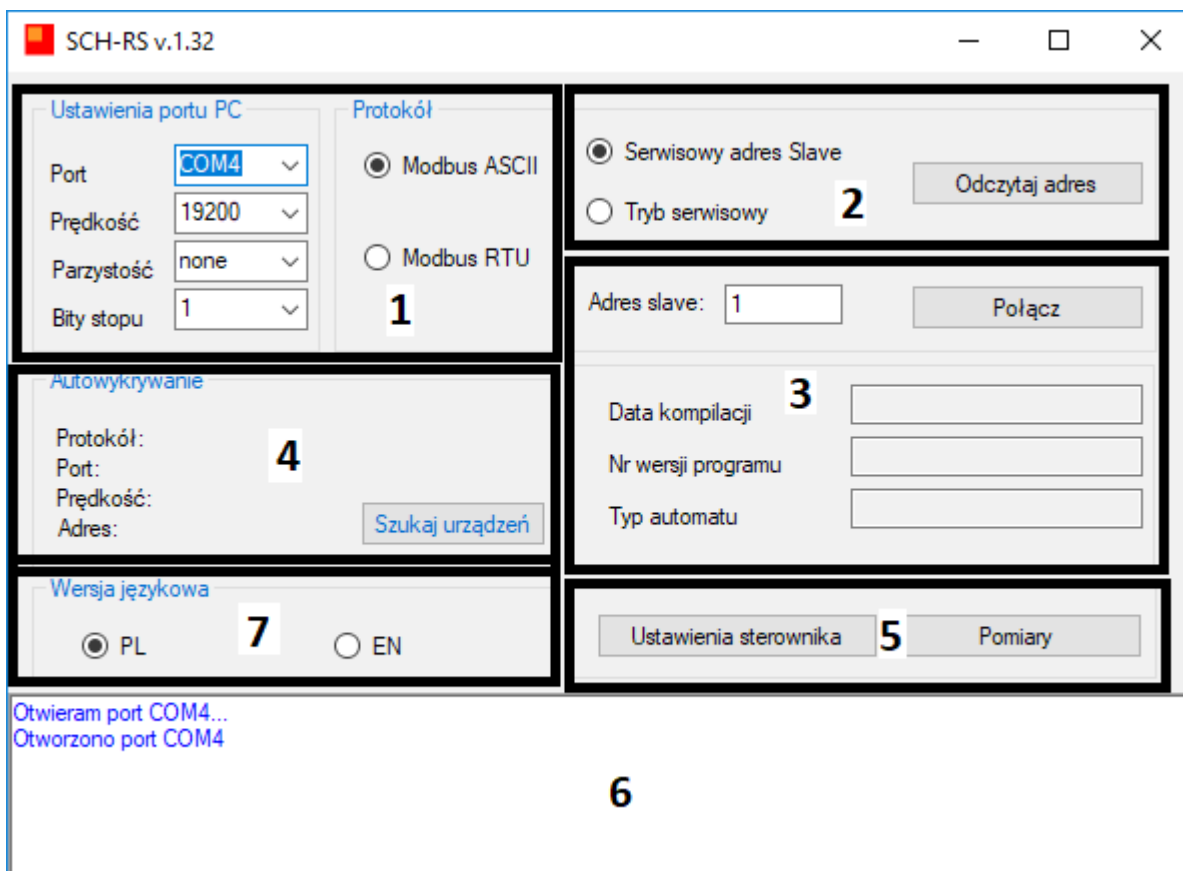 SCH-RS v.1.32
Ustawienia portu PC
Port COM4
Prędkość 19200
Parzystość none
Bity stopu 1
Protokół
Modbus ASCII
Modbus RTU
1
Serwisowy adres Slave
Tryb serwisowy
Odczytaj adres
2
Adres slave: 1
Połącz
Data kompilacji
Nr wersji programu
Typ automatu
3
Autowykrywanie
Protokół:
Port:
Prędkość:
Adres:
Szukaj urządzeń
4
Wersja językowa
PL
EN
7
Ustawienia sterownika
5
Pomiary
Otwieram port COM4...
Otworzono port COM4
6